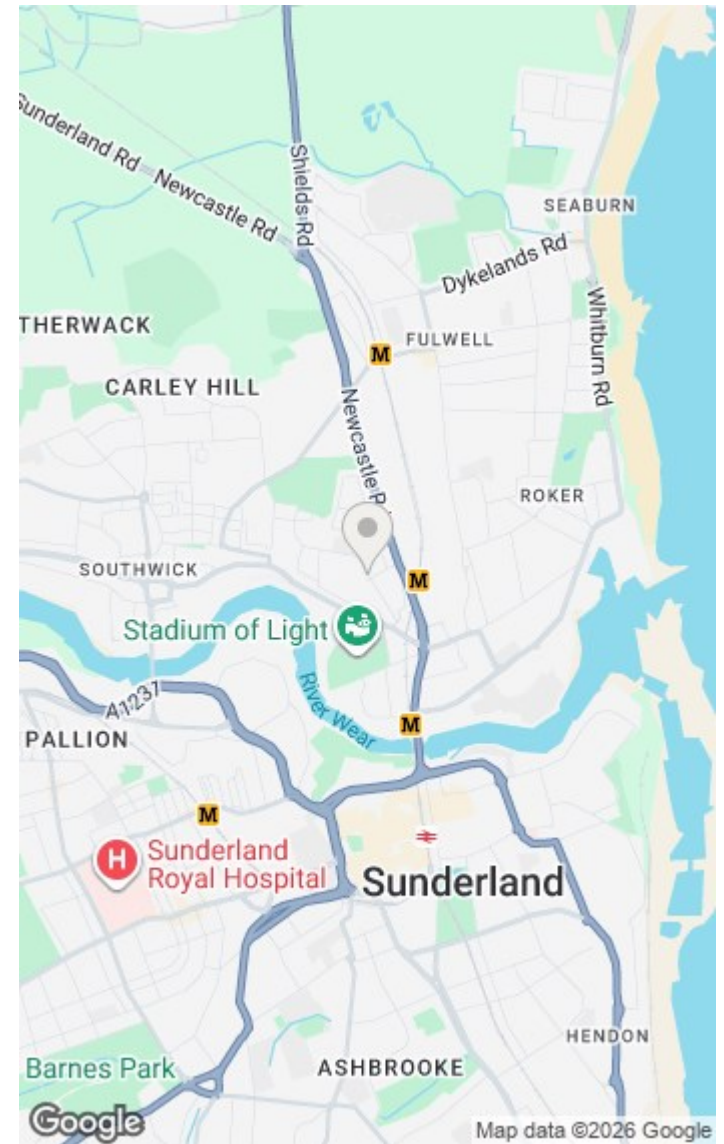 Sunderland Rd
Newcastle Rd
Shields Rd
SEABURN
Dykelands Rd
Whitburn Rd
THERWACK
M
FULWELL
CARLEY HILL
Newcastle Rd
ROKER
SOUTHWICK
M
Stadium of Light
River Wear
A1231
M
PALLION
M
H
Sunderland
Royal Hospital
Sunderland
HENDON
Barnes Park
ASHBROOKE
Google
Map data ©2026 Google